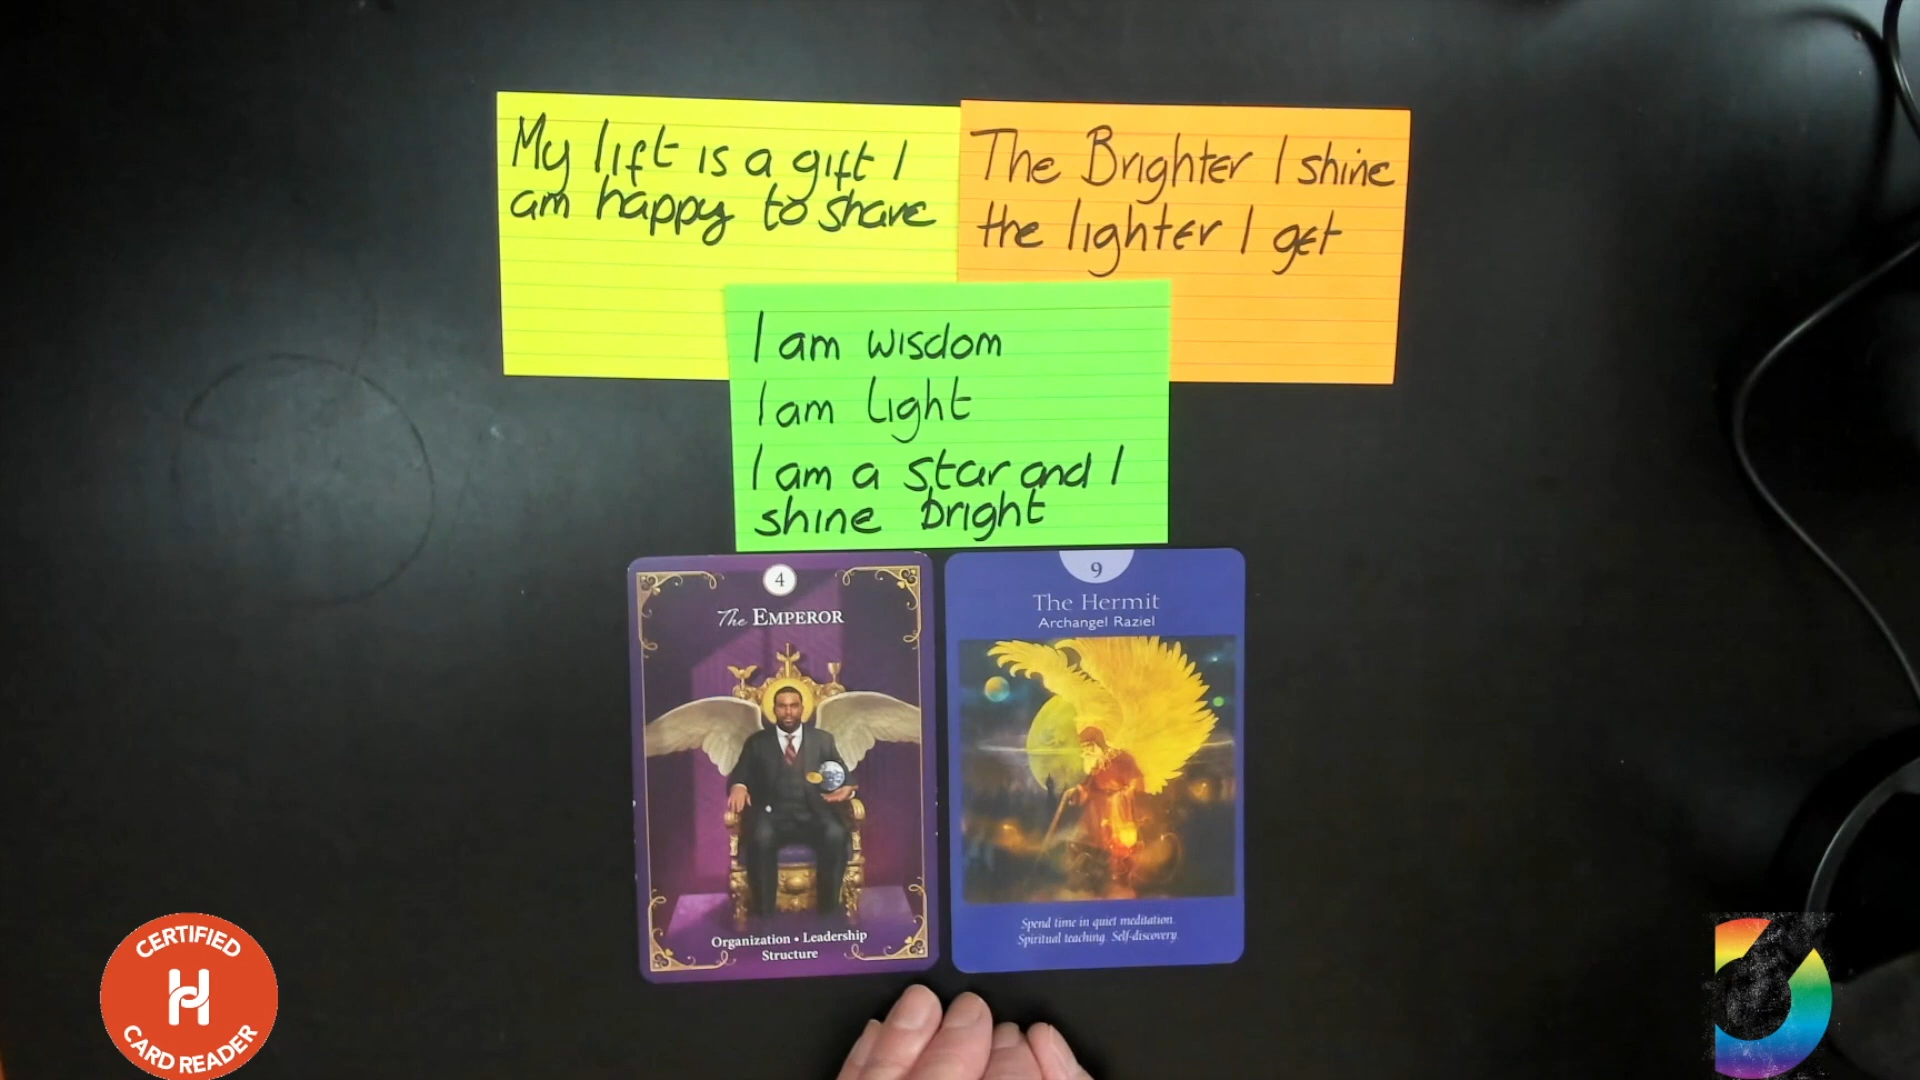 My lift is a gift I
am happy to share
The Brighter I shine
the lighter I get
I am wisdom
I am light
I am a star and I
shine bright
4
The EMPEROR
Organization • Leadership
Structure
9
The Hermit
Archangel Raziel
Spend time in quiet meditation.
Spiritual teaching. Self-discovery.
CERTIFIED
H
CARD READER